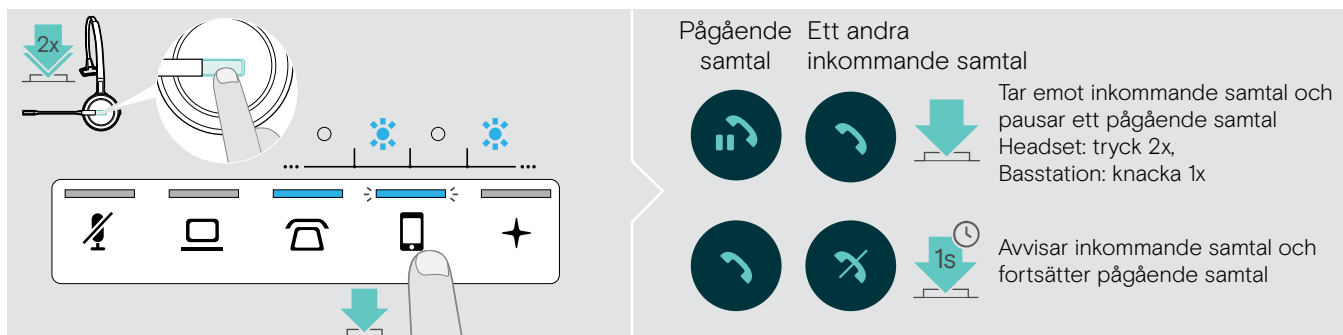 2x
Pågående
samtal
Ett andra
inkommande samtal
Tar emot inkommande samtal och
pausar ett pågående samtal
Headset: tryck 2x,
Basstation: knacka 1x
1s
Avvisar inkommande samtal och
fortsätter pågående samtal